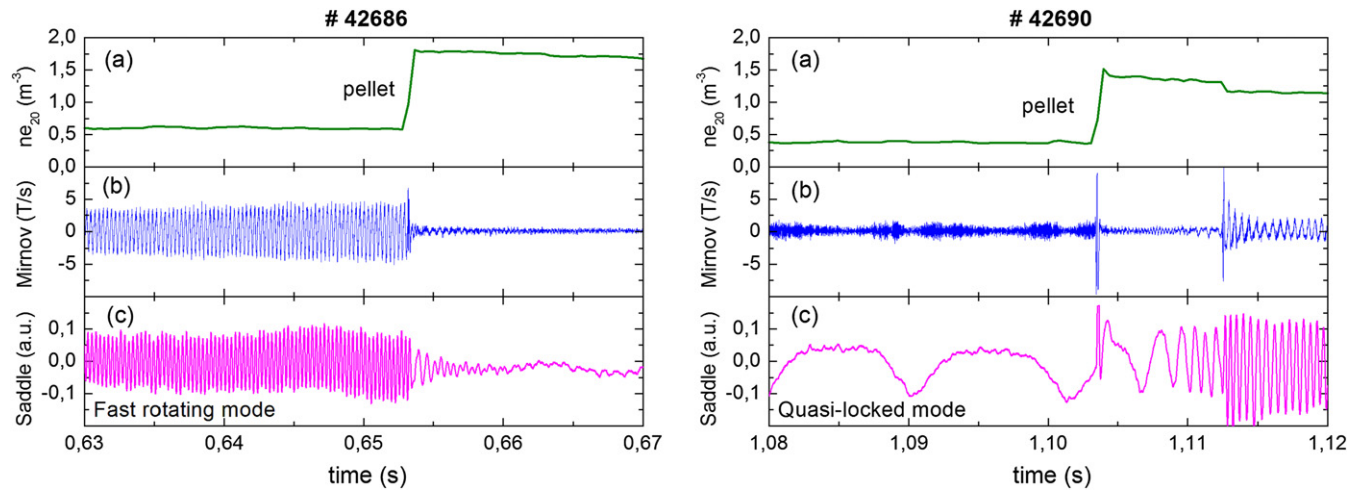 # 42686
(a)
pellet
ne20 (m-3)
2,0
1,5
1,0
0,5
0,0
(b)
Mirnov (T/s)
5
0
-5
(c)
Saddle (a.u.)
0,1
0,0
-0,1
Fast rotating mode
0,63 0,64 0,65 0,66 0,67
time (s)
# 42690
(a)
pellet
ne20 (m-3)
2,0
1,5
1,0
0,5
0,0
(b)
Mirnov (T/s)
5
0
-5
(c)
Saddle (a.u.)
0,1
0,0
-0,1
Quasi-locked mode
1,08 1,09 1,10 1,11 1,12
time (s)